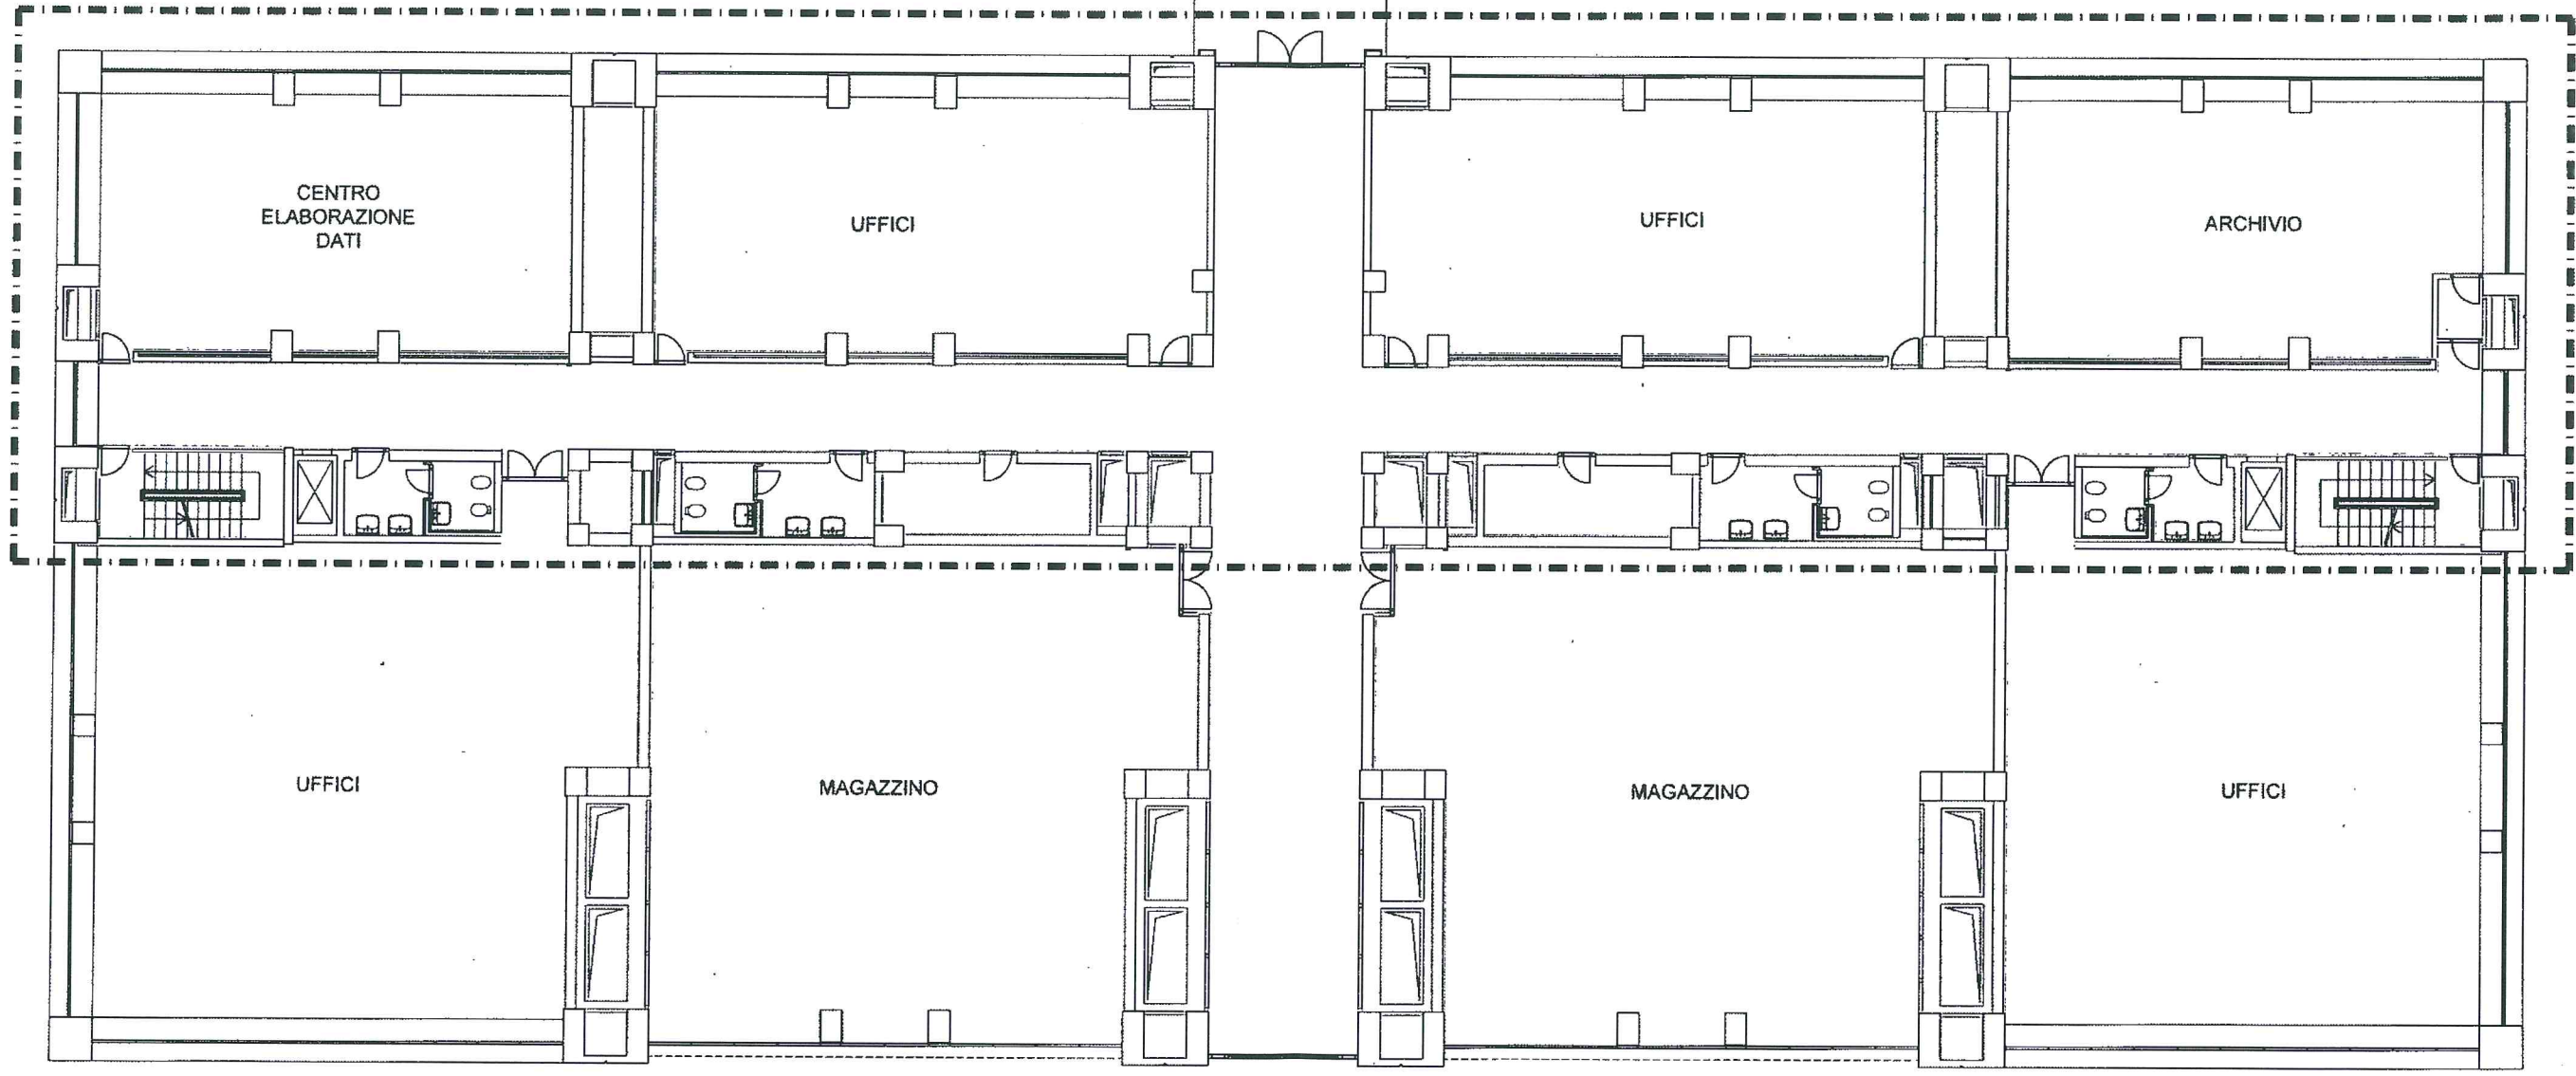 CENTRO
ELABORAZIONE
DATI
UFFICI
UFFICI
ARCHIVIO
UFFICI
MAGAZZINO
MAGAZZINO
UFFICI